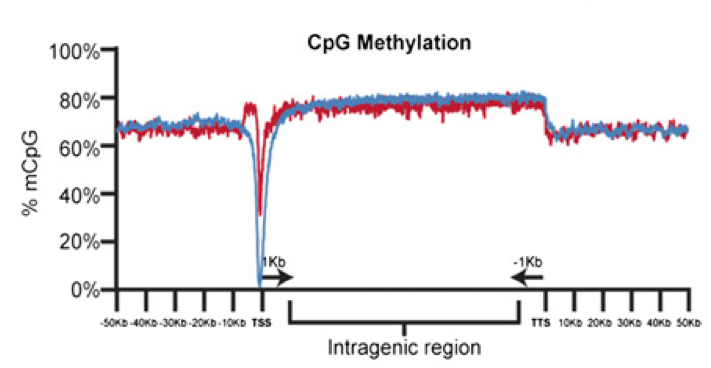 CpG Methylation
% mCpG
100%
80%
60%
40%
20%
0%
1Kb
-1Kb
-50Kb -40Kb -30Kb -20Kb -10Kb TSS TTS 10Kb 20Kb 30Kb 40Kb 50Kb
Intragenic region